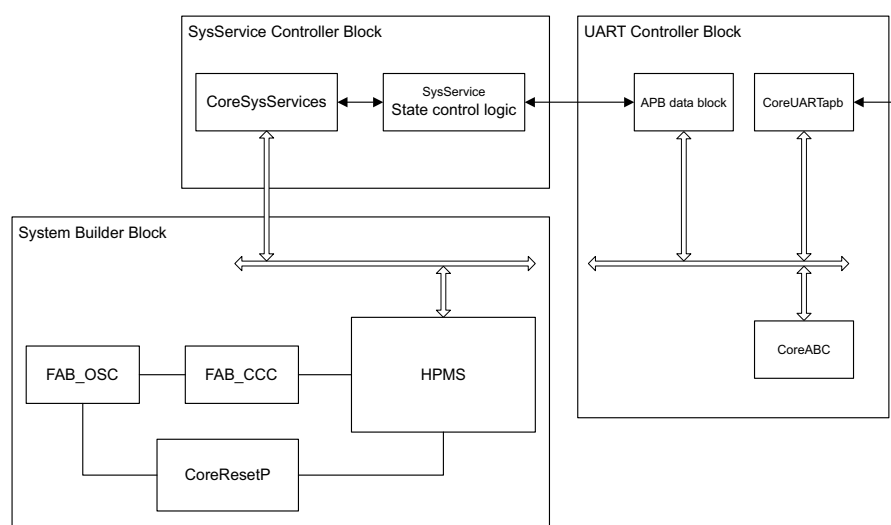 SysService Controller Block
UART Controller Block
CoreSysServices
SysService
State control logic
APB data block
CoreUARTapb
System Builder Block
CoreABC
FAB_OSC
FAB_CCC
HPMS
CoreResetP